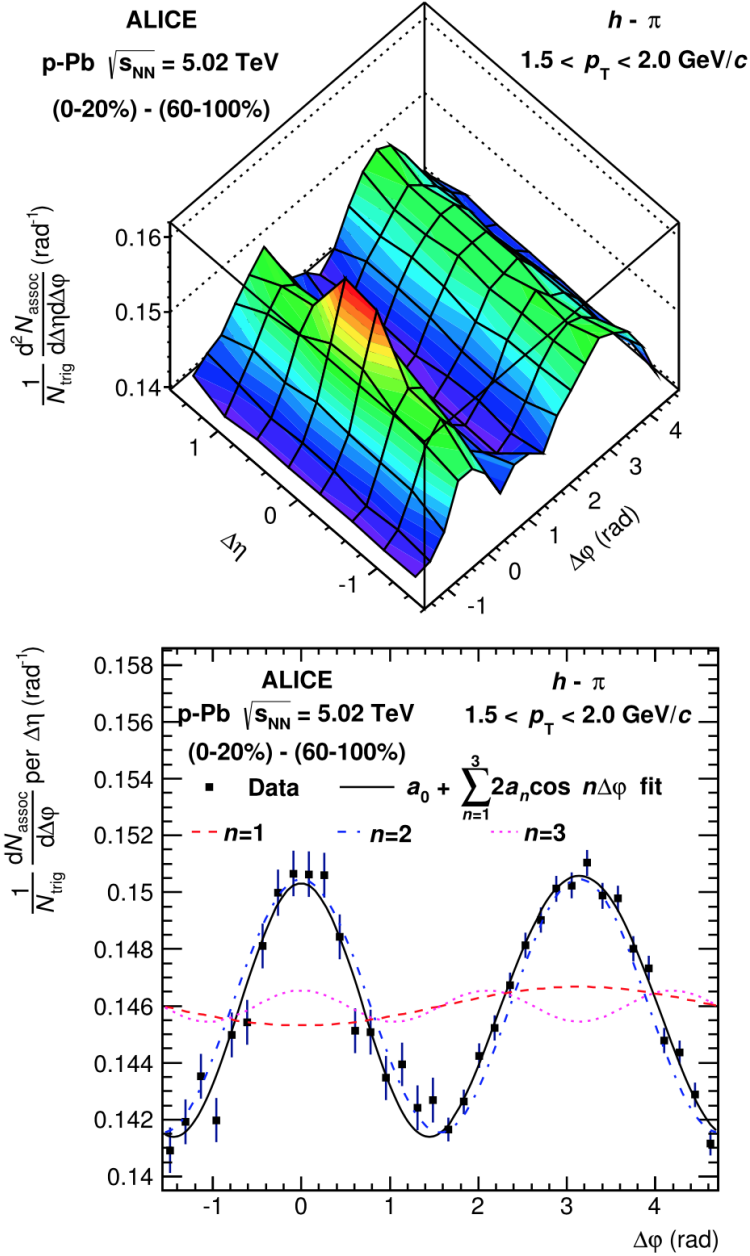 ALICE
h - π
p-Pb √sNN = 5.02 TeV
1.5 < pT < 2.0 GeV/c
(0-20%) - (60-100%)
1/Ntrig d²Nassoc/dΔηdΔφ (rad⁻¹)
0.16
0.15
0.14
1
0
-1
Δη
-1
0
1
2
3
4
Δφ (rad)
0.158
0.156
0.154
0.152
0.15
0.148
0.146
0.144
0.142
0.14
1/Ntrig dNassoc/dΔφ per Δη (rad⁻¹)
ALICE
h - π
p-Pb √sNN = 5.02 TeV
1.5 < pT < 2.0 GeV/c
(0-20%) - (60-100%)
Data
a0 + ∑ n=1 3 2an cos nΔφ fit
n=1
n=2
n=3
-1
0
1
2
3
4
Δφ (rad)